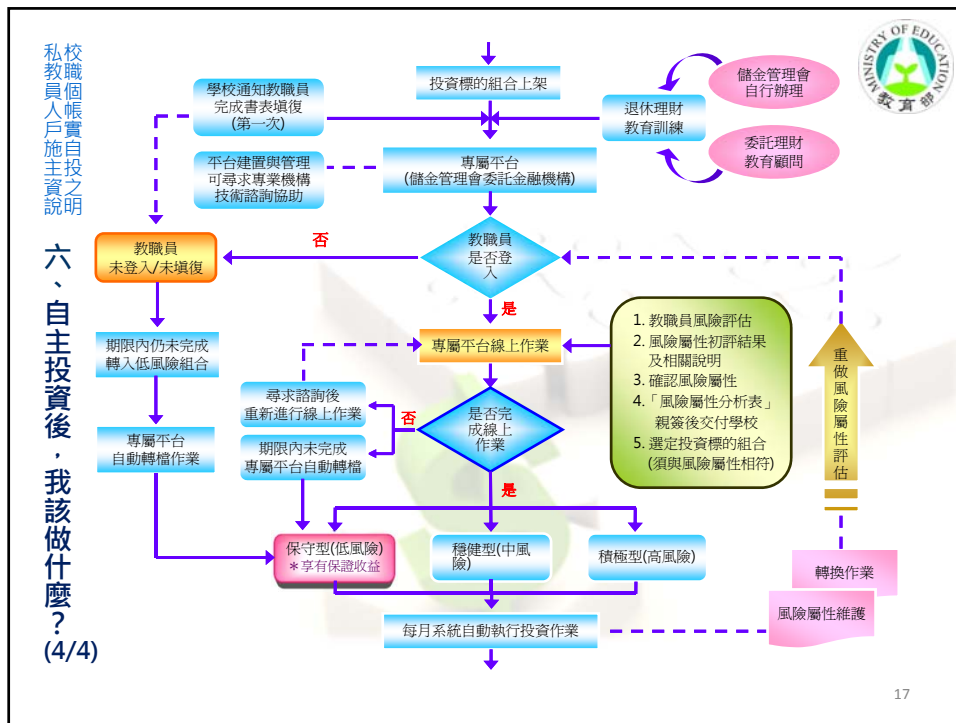 私校
教職
員個
人帳
戶實
施自
主投
資之
說明
六、自主投資後，我該做什麼？
(4/4)
MINISTRY OF EDUCATION
教育部
投資標的組合上架
學校通知教職員
完成書表填復
(第一次)
退休理財
教育訓練
儲金管理會
自行辦理
委託理財
教育顧問
平台建置與管理
可尋求專業機構
技術諮詢協助
專屬平台
(儲金管理會委託金融機構)
教職員
是否登
入
否
是
教職員
未登入/未填復
期限內仍未完成
轉入低風險組合
專屬平台
自動轉檔作業
專屬平台線上作業
1. 教職員風險評估
2. 風險屬性初評結果
及相關說明
3. 確認風險屬性
4. 「風險屬性分析表」
親簽後交付學校
5. 選定投資標的組合
(須與風險屬性相符)
重做風險屬性評估
尋求諮詢後
重新進行線上作業
否
是否完
成線上
作業
期限內未完成
專屬平台自動轉檔
是
保守型(低風險)
＊享有保證收益
穩健型(中風
險)
積極型(高風險)
轉換作業
風險屬性維護
每月系統自動執行投資作業
17